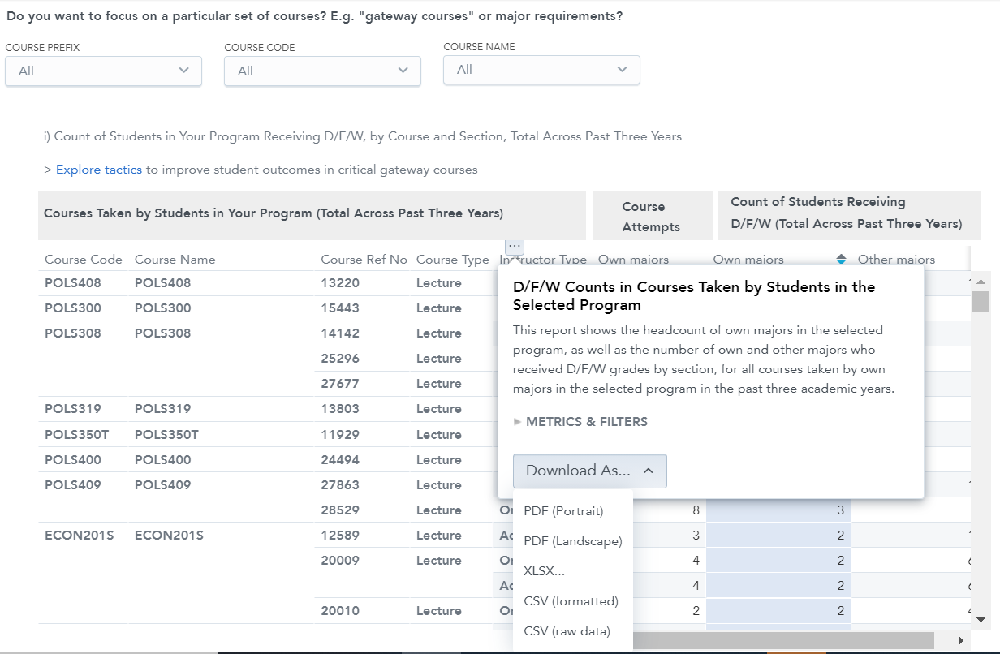 Do you want to focus on a particular set of courses? E.g. "gateway courses" or major requirements?
COURSE PREFIX COURSE CODE COURSE NAME
All All All
i) Count of Students in Your Program Receiving D/F/W, by Course and Section, Total Across Past Three Years
> Explore tactics to improve student outcomes in critical gateway courses
Courses Taken by Students in Your Program (Total Across Past Three Years)
Course
Attempts
Count of Students Receiving
D/F/W (Total Across Past Three Years)
...
Course Code Course Name Course Ref No Course Type Instructor Type Own majors Own majors Other majors
POLS408 POLS408 13220 Lecture
POLS300 POLS300 15443 Lecture
POLS308 POLS308 14142 Lecture
25296 Lecture
27677 Lecture
POLS319 POLS319 13803 Lecture
POLS350T POLS350T 11929 Lecture
POLS400 POLS400 24494 Lecture
POLS409 POLS409 27863 Lecture
28529 Lecture 8 3
ECON201S ECON201S 12589 Lecture 3 2
20009 Lecture 4 2
4 2
20010 Lecture 2 2
D/F/W Counts in Courses Taken by Students in the
Selected Program
This report shows the headcount of own majors in the selected
program, as well as the number of own and other majors who
received D/F/W grades by section, for all courses taken by own
majors in the selected program in the past three academic years.
METRICS & FILTERS
Download As...
PDF (Portrait)
PDF (Landscape)
XLSX...
CSV (formatted)
CSV (raw data)